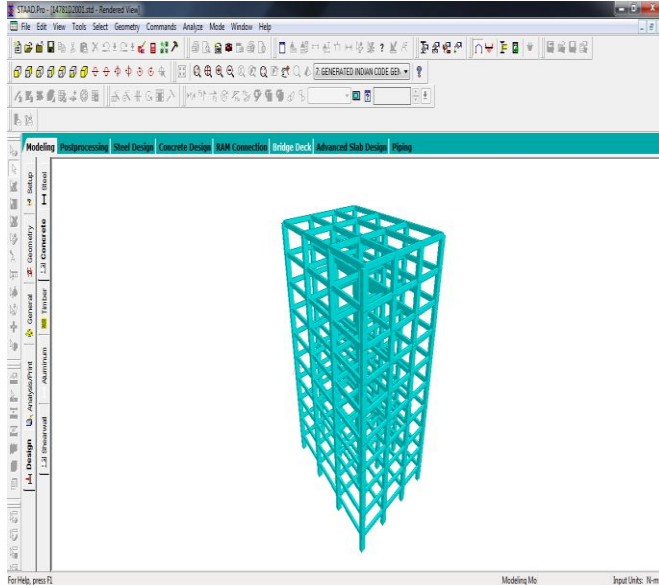 STAAD.Pro - [14781D2001.std - Rendered View]
File Edit View Tools Select Geometry Commands Analyze Mode Window Help
7: GENERATED INDIAN CODE GEN
Modeling Postprocessing Steel Design Concrete Design RAM Connection Bridge Deck Advanced Slab Design Piping
Setup
Geometry
General
Analysis/Print
Design
Steel
Concrete
Timber
Aluminum
Shearwall
For Help, press F1
Modeling Mo
Input Units: N-m